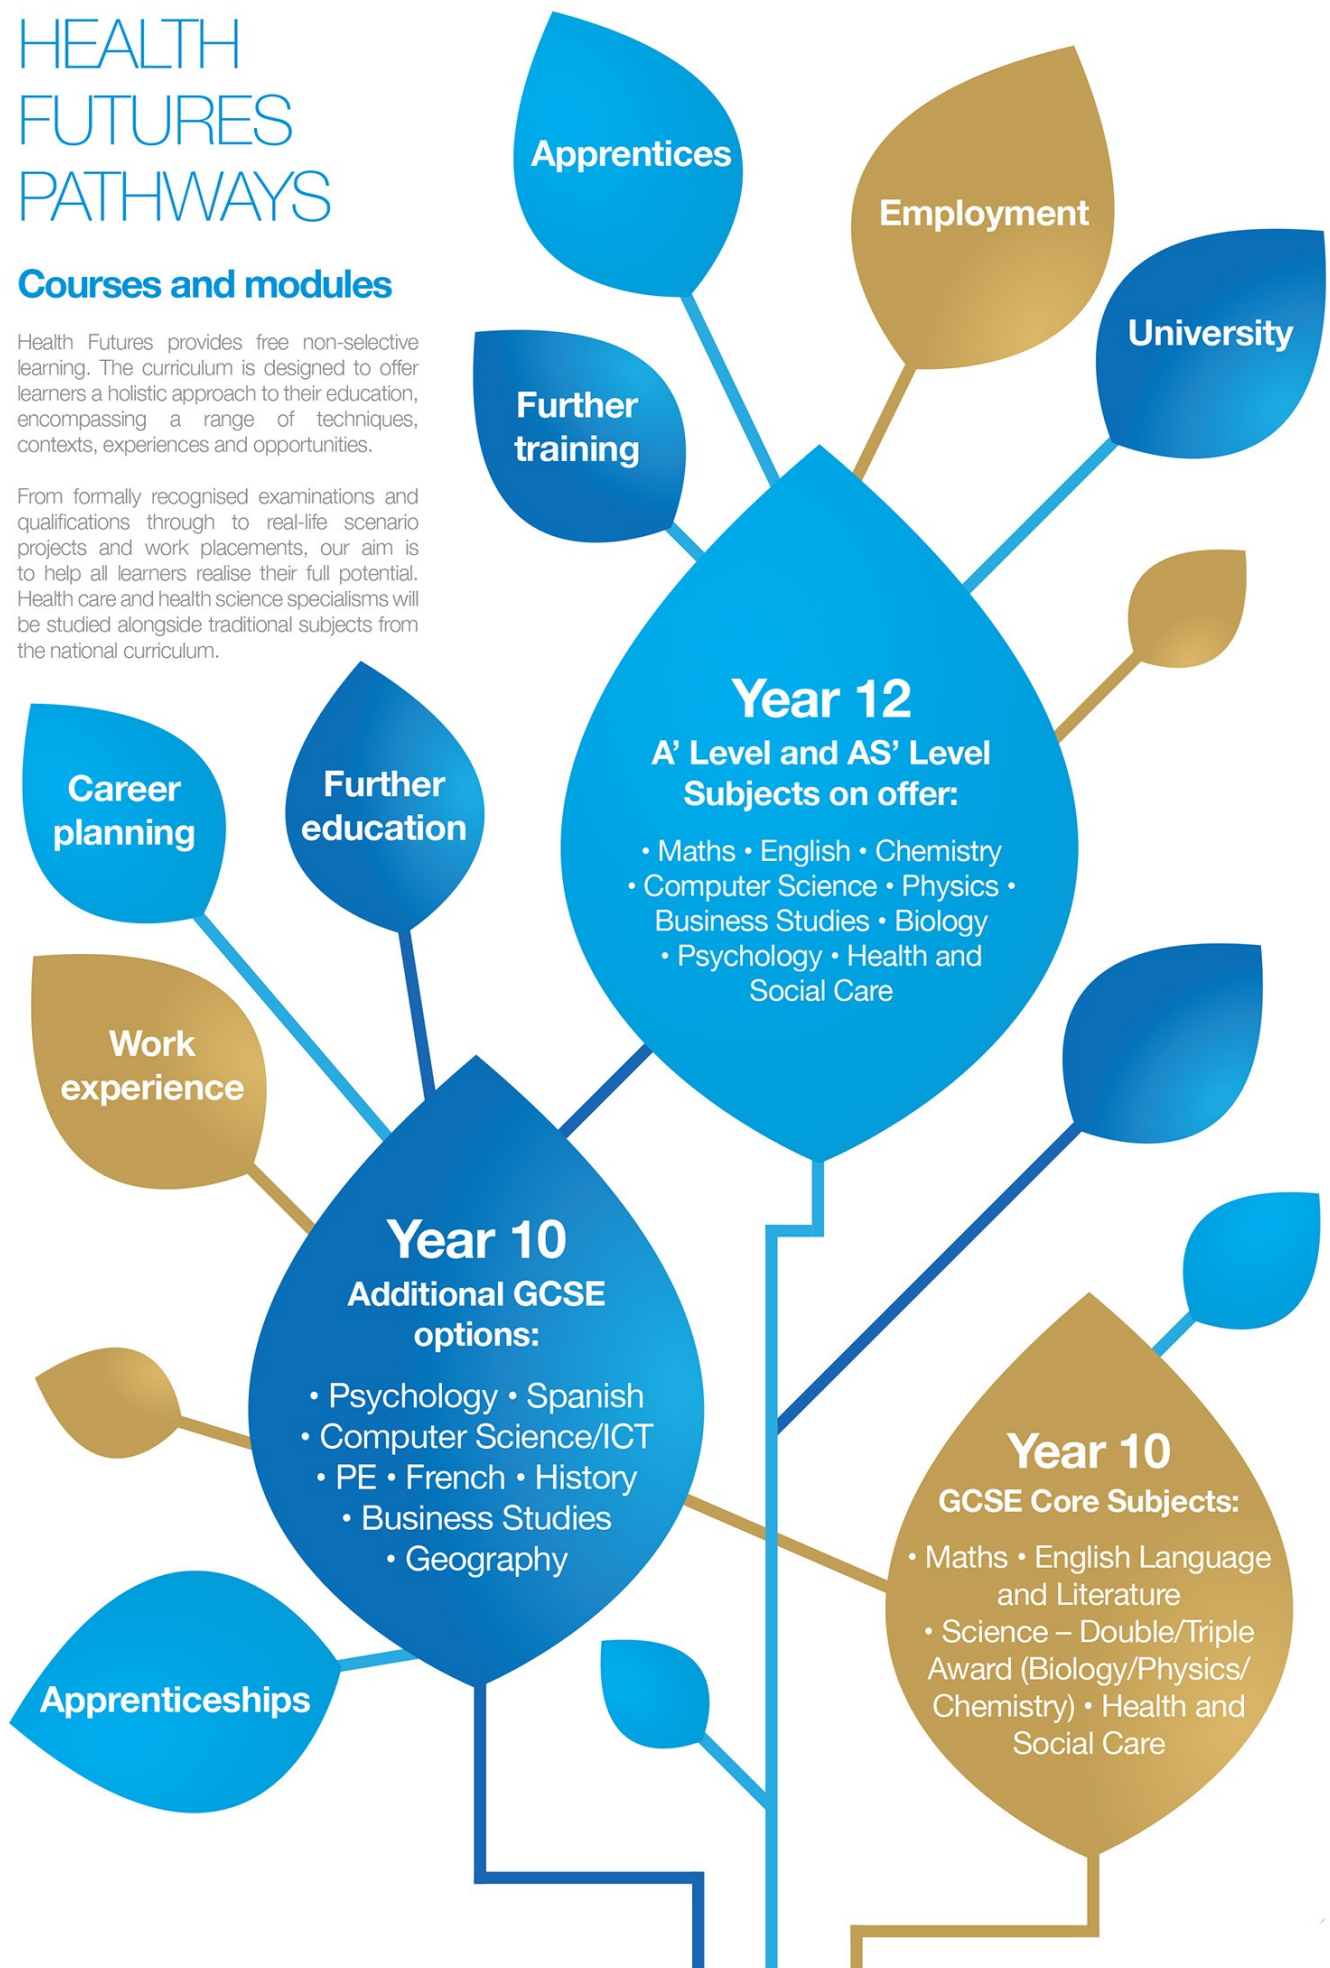 HEALTH
FUTURES
PATHWAYS
Courses and modules
Health Futures provides free non-selective
learning. The curriculum is designed to offer
learners a holistic approach to their education,
encompassing a range of techniques,
contexts, experiences and opportunities.
From formally recognised examinations and
qualifications through to real-life scenario
projects and work placements, our aim is
to help all learners realise their full potential.
Health care and health science specialisms will
be studied alongside traditional subjects from
the national curriculum.
Apprentices
Employment
University
Further
training
Year 12
A’ Level and AS’ Level
Subjects on offer:
• Maths • English • Chemistry
• Computer Science • Physics •
Business Studies • Biology
• Psychology • Health and
Social Care
Career
planning
Further
education
Work
experience
Year 10
Additional GCSE
options:
• Psychology • Spanish
• Computer Science/ICT
• PE • French • History
• Business Studies
• Geography
Apprenticeships
Year 10
GCSE Core Subjects:
• Maths • English Language
and Literature
• Science – Double/Triple
Award (Biology/Physics/
Chemistry) • Health and
Social Care